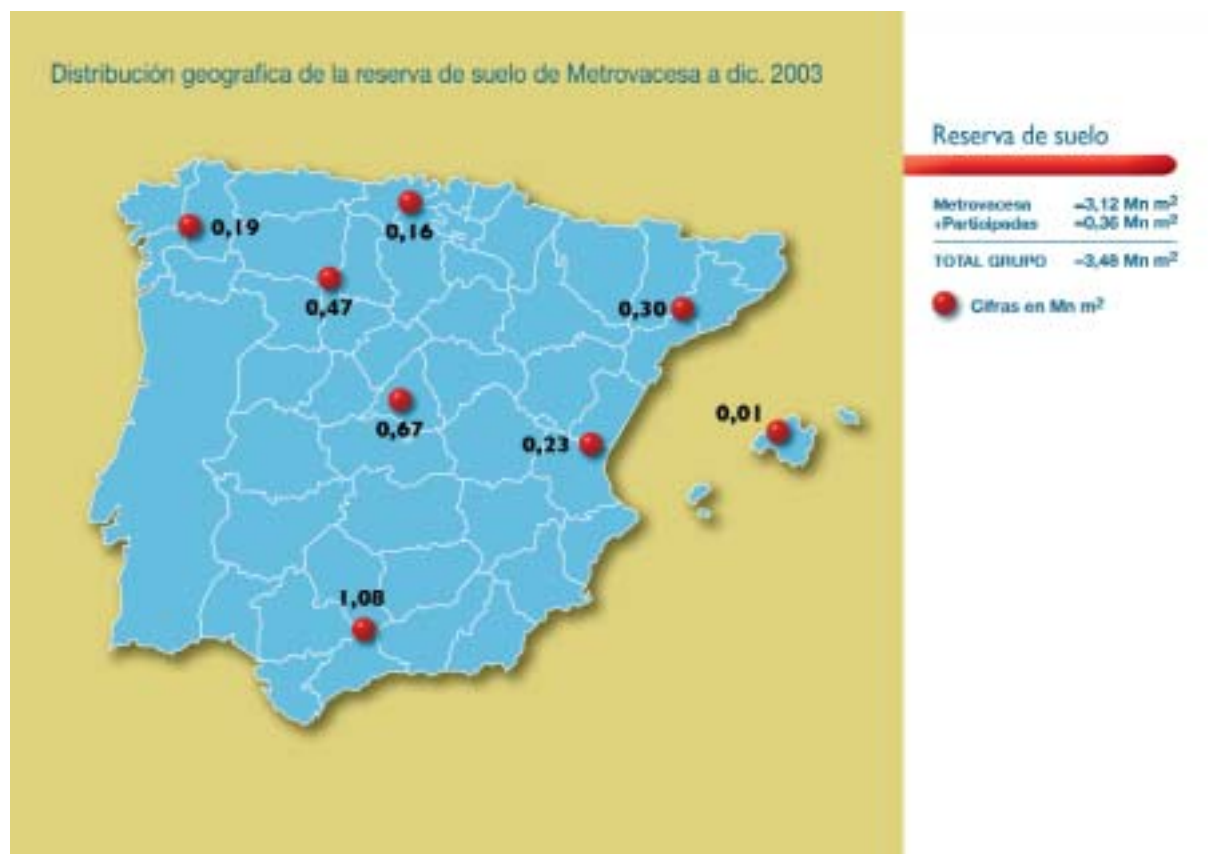 Distribución geografica de la reserva de suelo de Metrovacesa a dic. 2003
Reserva de suelo
Metrovacesa =3,12 Mn m²
+Participadas =0,36 Mn m²
TOTAL GRUPO =3,48 Mn m²
Cifras en Mn m²
0,19
0,16
0,47
0,30
0,67
0,23
0,01
1,08